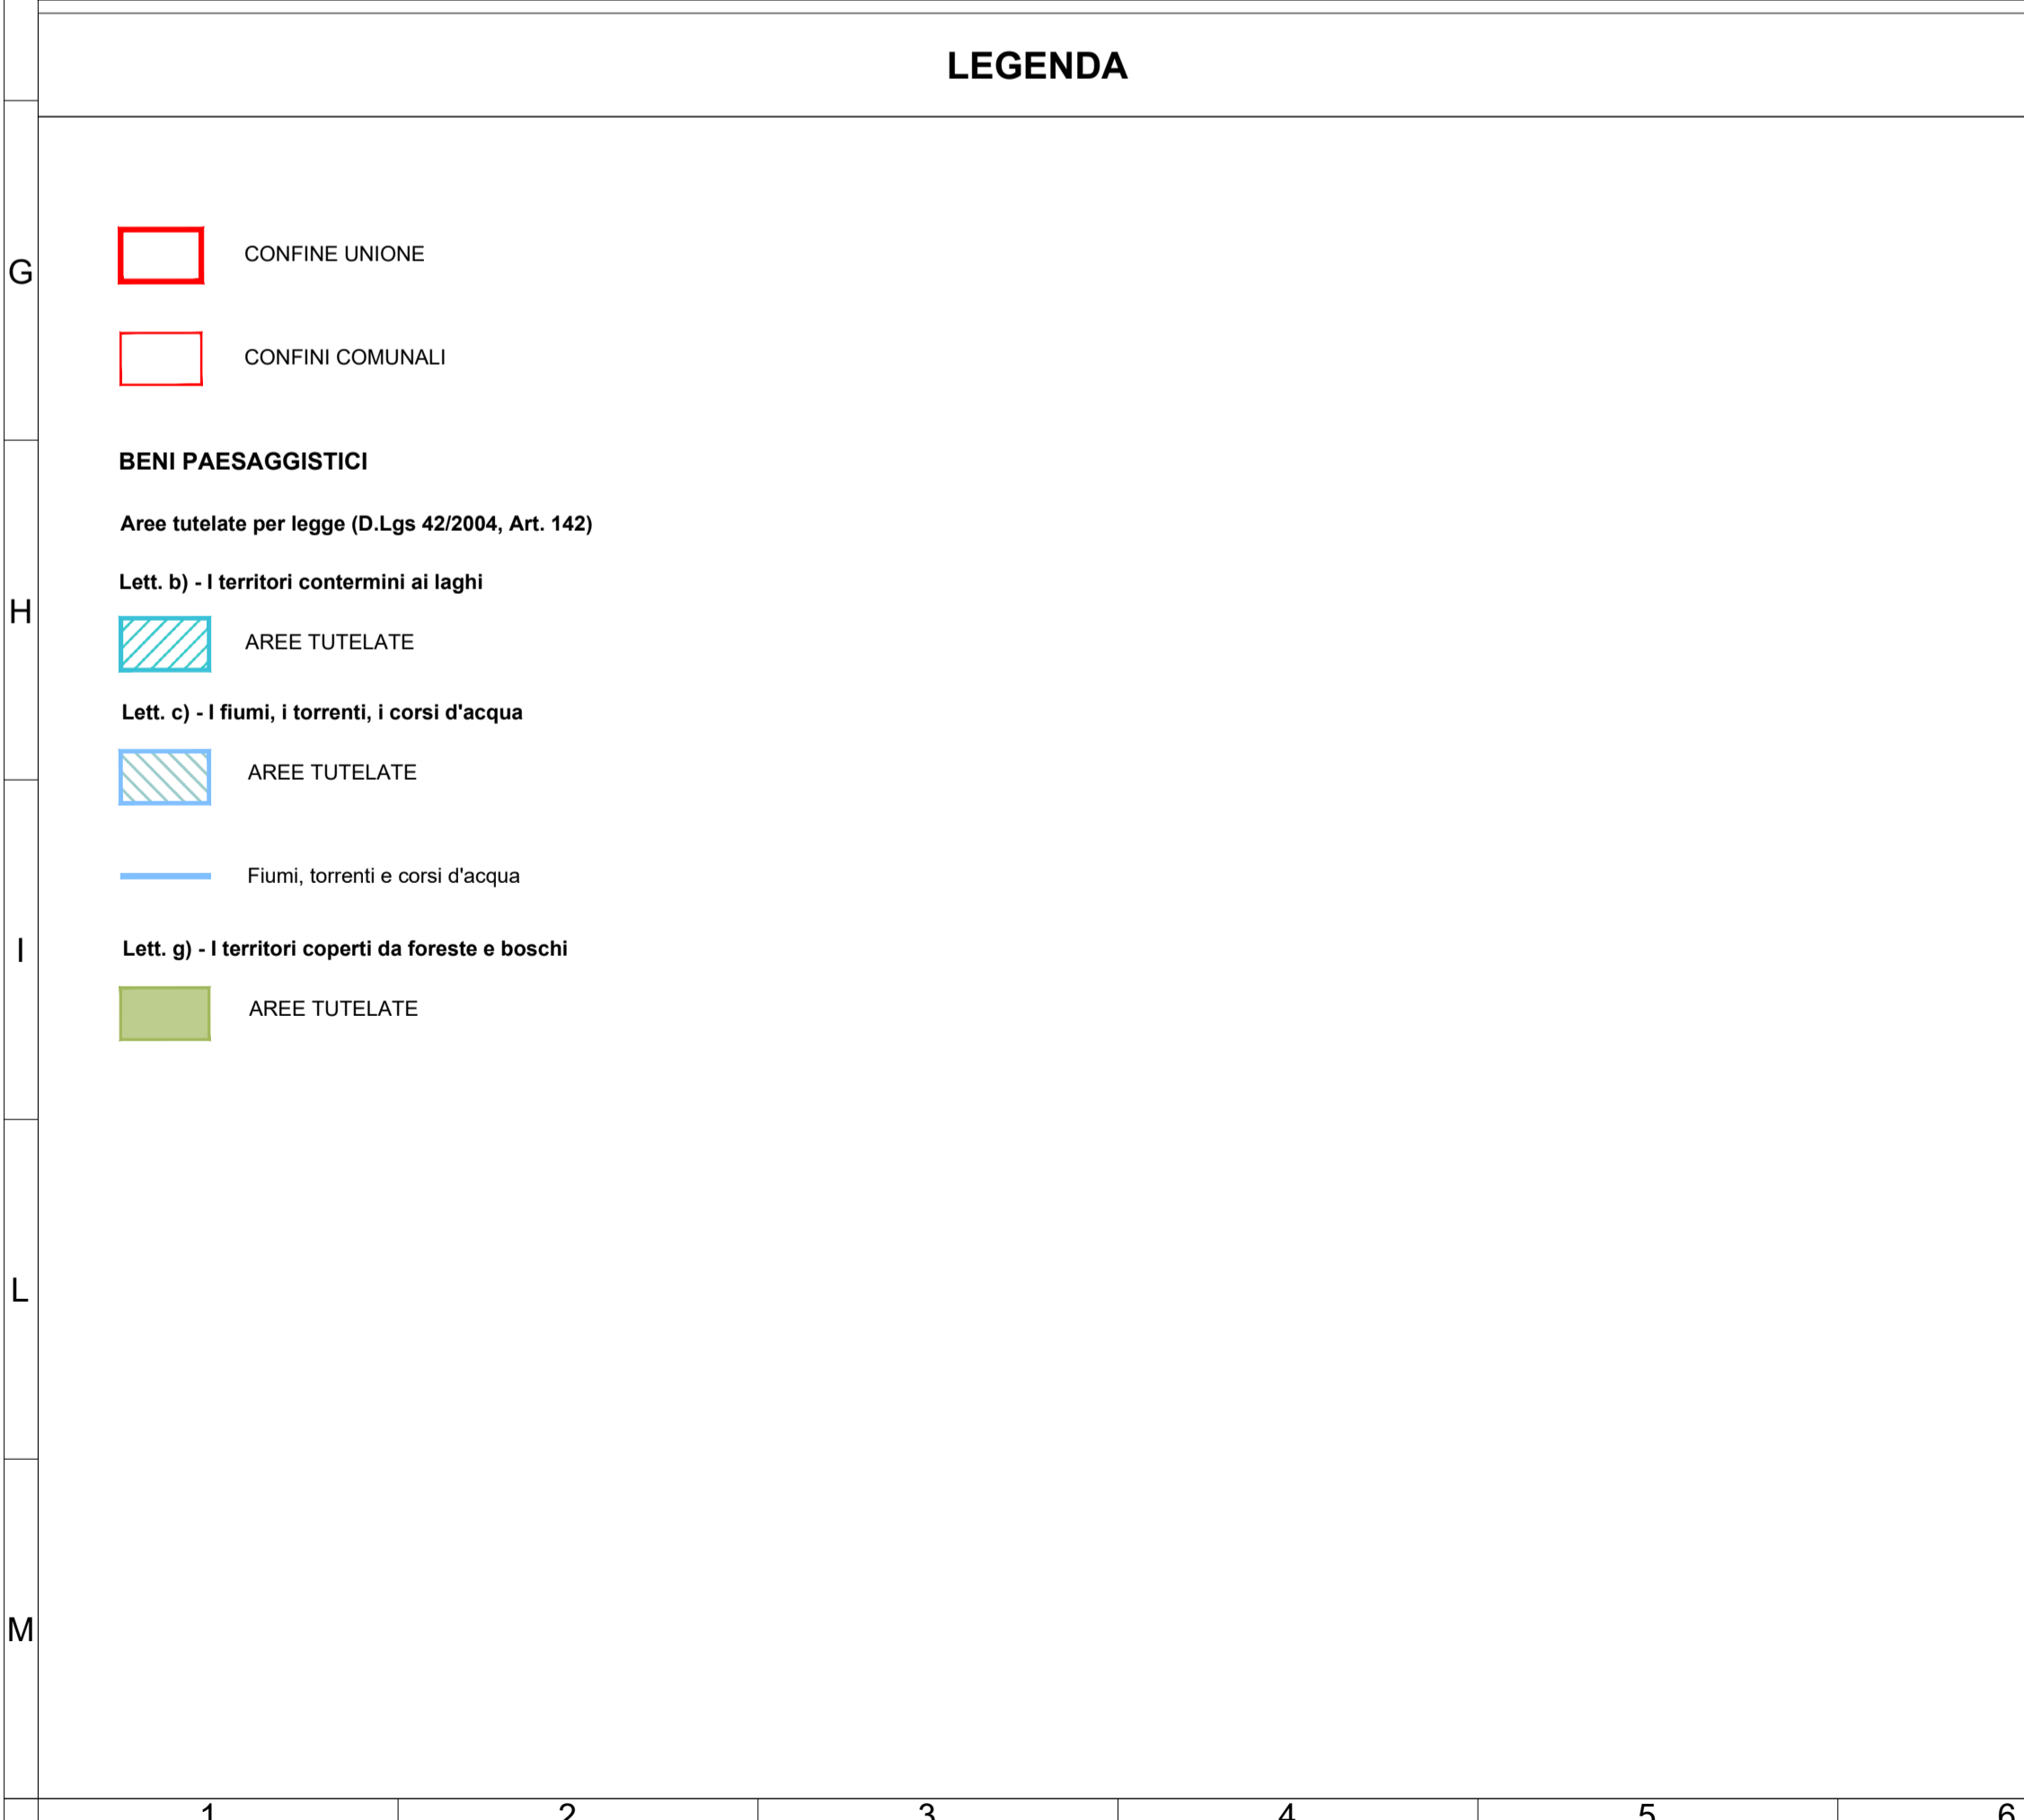 LEGENDA
G
CONFINE UNIONE
CONFINI COMUNALI
BENI PAESAGGISTICI
Aree tutelate per legge (D.Lgs 42/2004, Art. 142)
Lett. b) - I territori contermini ai laghi
H
AREE TUTELATE
Lett. c) - I fiumi, i torrenti, i corsi d'acqua
AREE TUTELATE
Fiumi, torrenti e corsi d'acqua
I
Lett. g) - I territori coperti da foreste e boschi
AREE TUTELATE
L
M
1 2 3 4 5 6